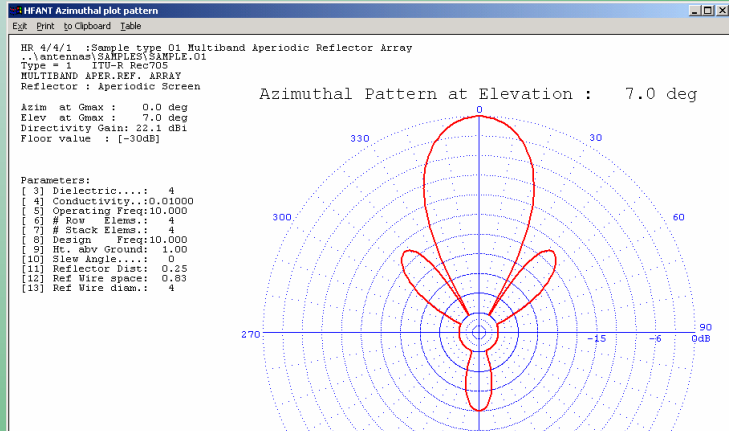 HFANT Azimuthal plot pattern
Exit Print to Clipboard Table
HR 4/4/1 :Sample type 01 Multiband Aperiodic Reflector Array
..\antennas\SAMPLES\SAMPLE.01
Type = 1 ITU-R Rec705
MULTIBAND APER.REF. ARRAY
Reflector : Aperiodic Screen
Azim at Gmax : 0.0 deg
Elev at Gmax : 7.0 deg
Directivity Gain: 22.1 dBi
Floor value : [-30dB]
Parameters:
[ 3] Dielectric....: 4
[ 4] Conductivity..:0.01000
[ 5] Operating Freq:10.000
[ 6] # Row Elems.: 4
[ 7] # Stack Elems.: 4
[ 8] Design Freq:10.000
[ 9] Ht. abv Ground: 1.00
[10] Slew Angle....: 0
[11] Reflector Dist: 0.25
[12] Ref Wire space: 0.83
[13] Ref Wire diam.: 4
Azimuthal Pattern at Elevation : 7.0 deg
0
330
30
300
60
270
90
-15 -6 0dB